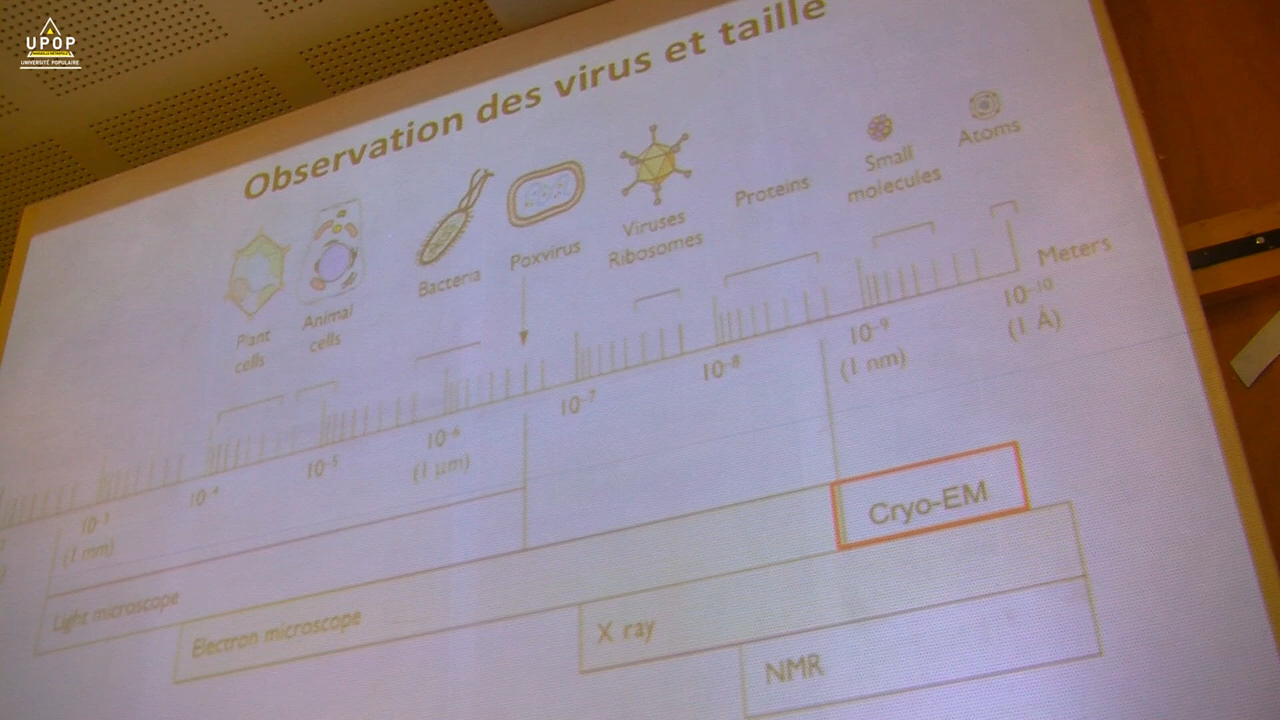 UPOP
UNIVERSITÉ POPULAIRE
Observation des virus et taille
Plant
cells
Animal
cells
Bacteria
Poxvirus
Viruses
Ribosomes
Proteins
Small
molecules
Atoms
Meters
10⁻³
(1 mm)
10⁻⁴
10⁻⁵
10⁻⁶
(1 μm)
10⁻⁷
10⁻⁸
10⁻⁹
(1 nm)
10⁻¹⁰
(1 Å)
Light microscope
Electron microscope
Cryo-EM
X ray
NMR